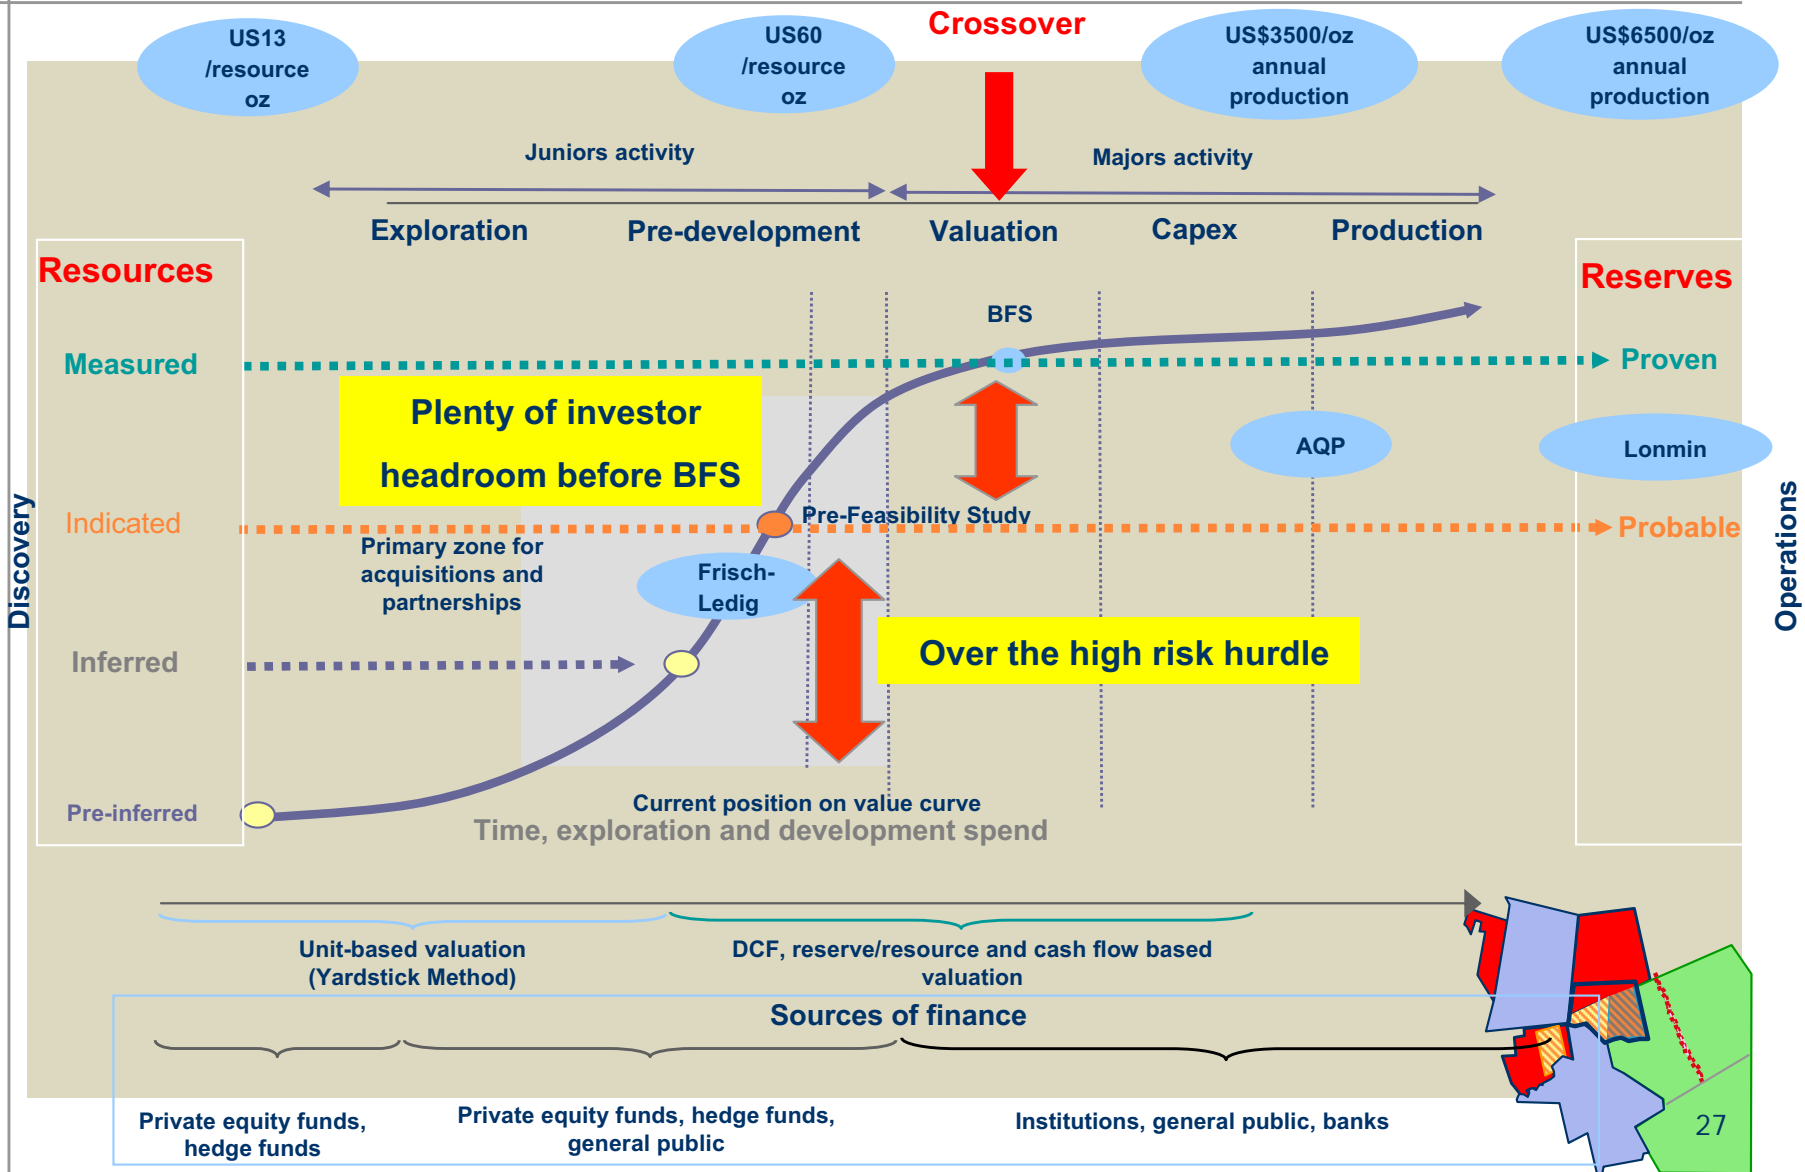 Crossover
US13
/resource
oz
US60
/resource
oz
US$3500/oz
annual
production
US$6500/oz
annual
production
Juniors activity
Majors activity
Exploration
Pre-development
Valuation
Capex
Production
Resources
Reserves
BFS
Measured
Proven
Plenty of investor
headroom before BFS
AQP
Lonmin
Discovery
Operations
Indicated
Pre-Feasibility Study
Probable
Primary zone for
acquisitions and
partnerships
Frisch-
Ledig
Inferred
Over the high risk hurdle
Pre-inferred
Current position on value curve
Time, exploration and development spend
Unit-based valuation
(Yardstick Method)
DCF, reserve/resource and cash flow based
valuation
Sources of finance
Private equity funds,
hedge funds
Private equity funds, hedge funds,
general public
Institutions, general public, banks
27